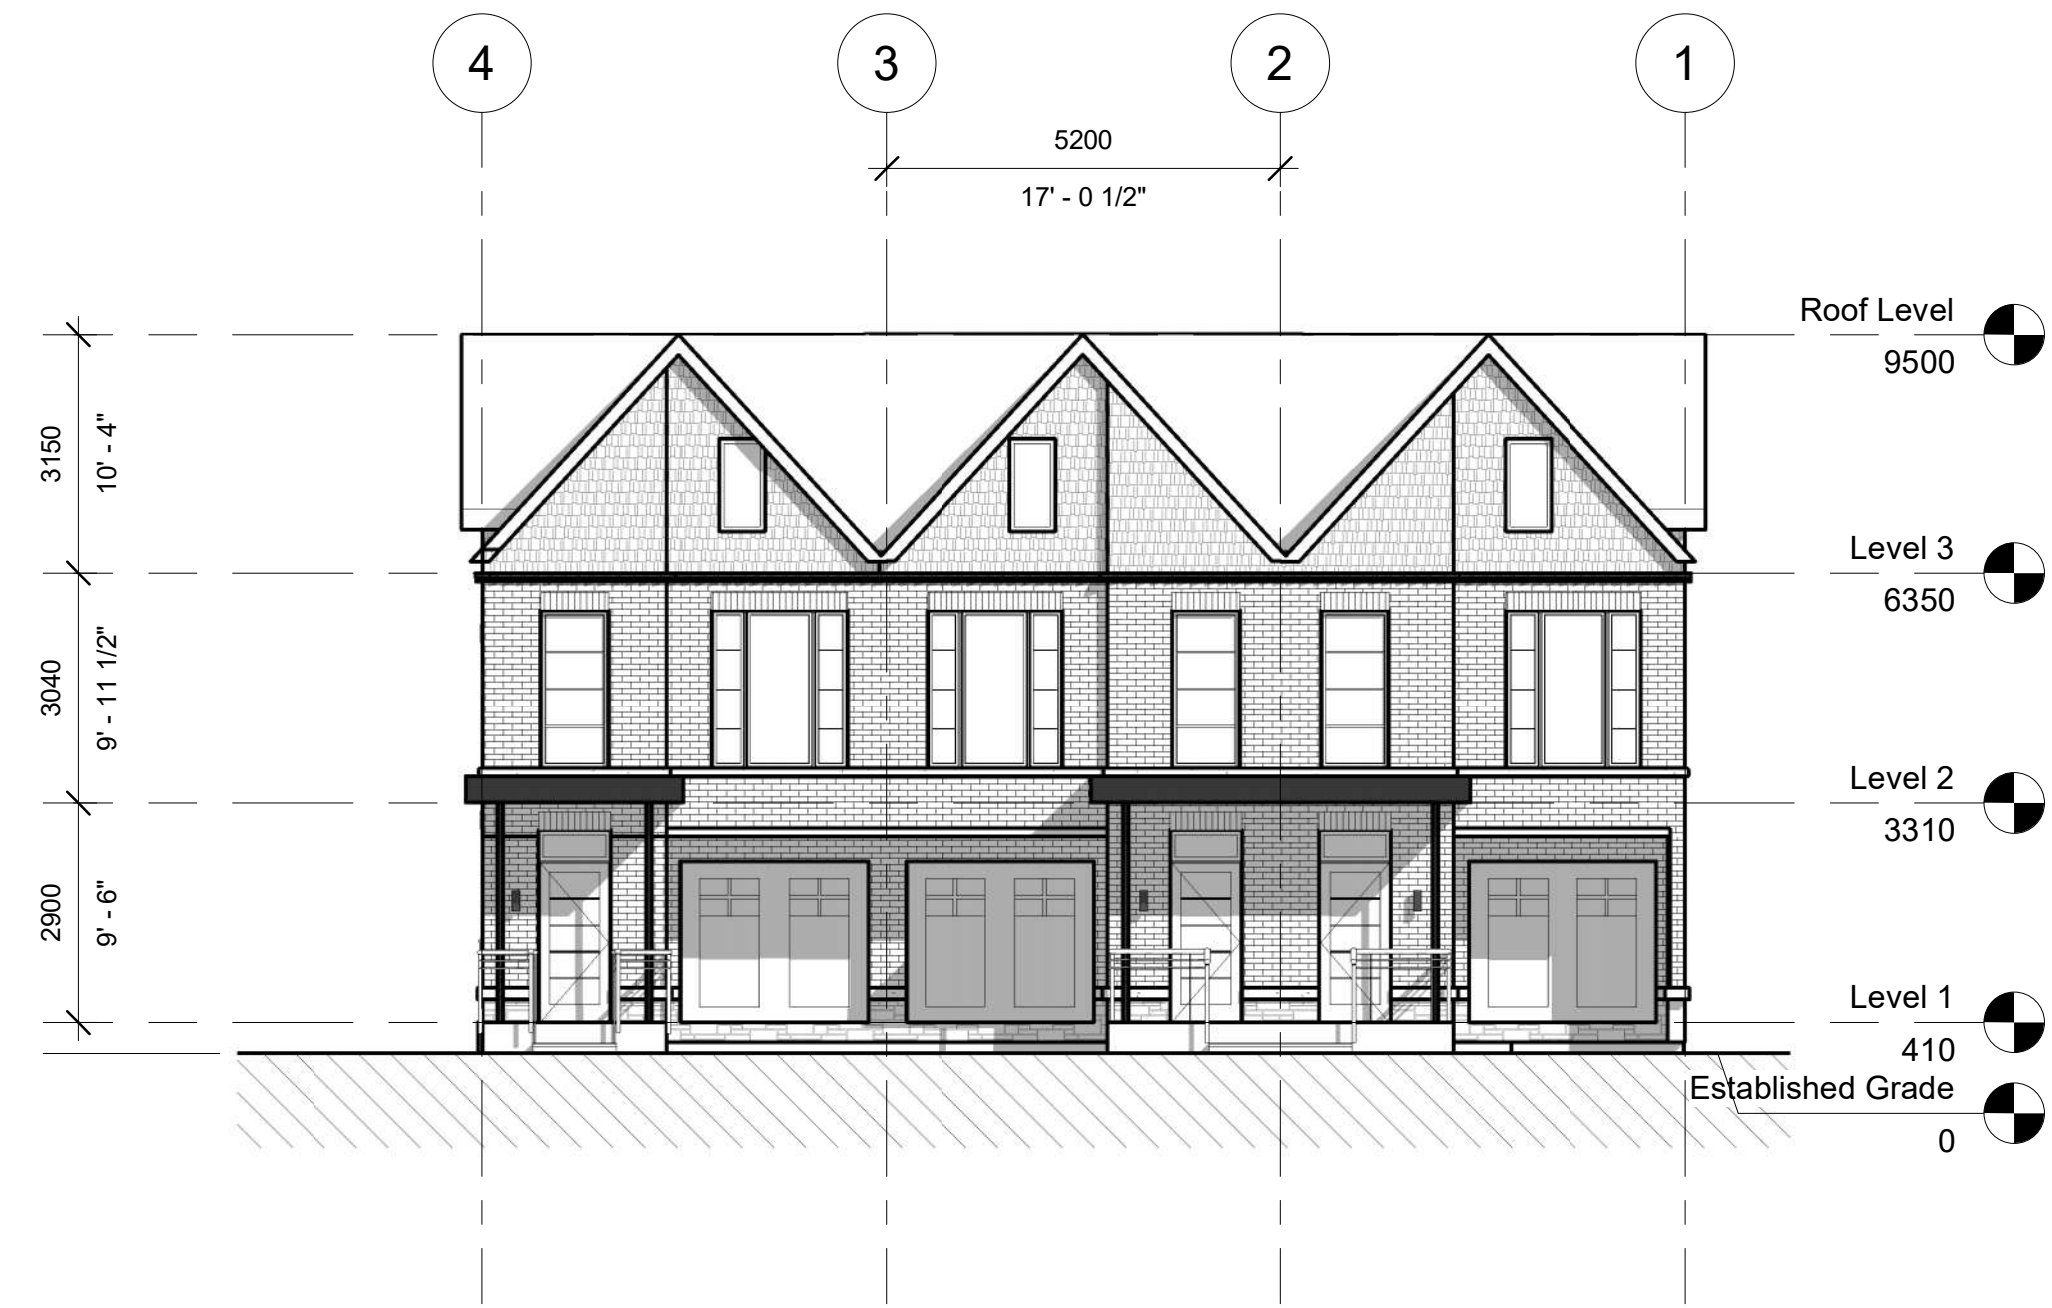 4
3
2
1
5200
17' - 0 1/2"
Roof Level
9500
3150
10' - 4"
Level 3
6350
3040
9' - 11 1/2"
Level 2
3310
2900
9' - 6"
Level 1
410
Established Grade
0